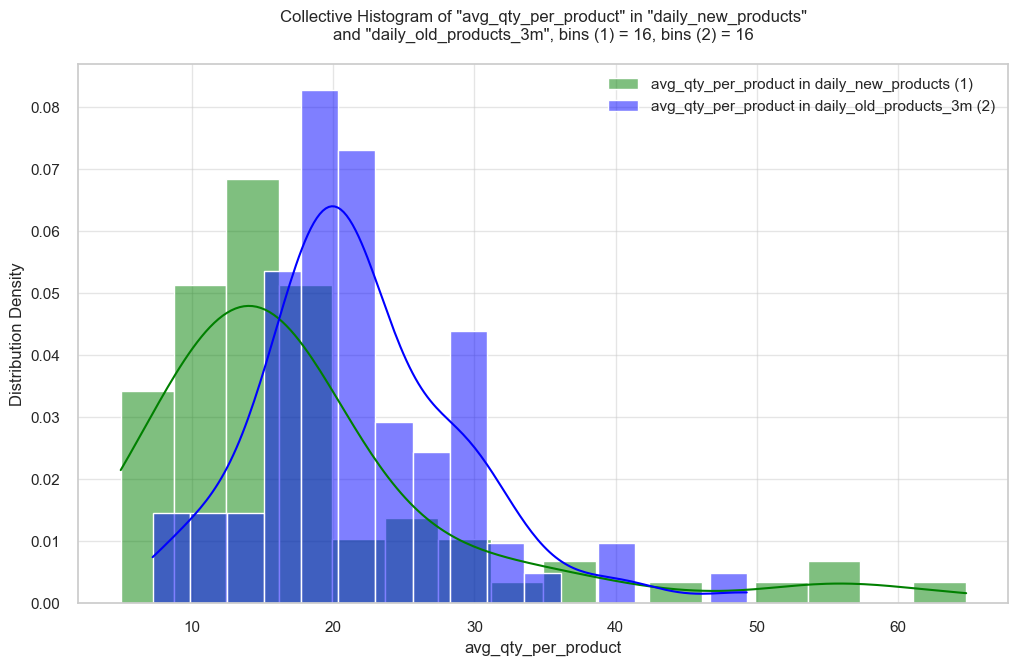 Collective Histogram of "avg_qty_per_product" in "daily_new_products"
and "daily_old_products_3m", bins (1) = 16, bins (2) = 16
avg_qty_per_product in daily_new_products (1)
avg_qty_per_product in daily_old_products_3m (2)
Distribution Density
0.08
0.07
0.06
0.05
0.04
0.03
0.02
0.01
0.00
10 20 30 40 50 60
avg_qty_per_product